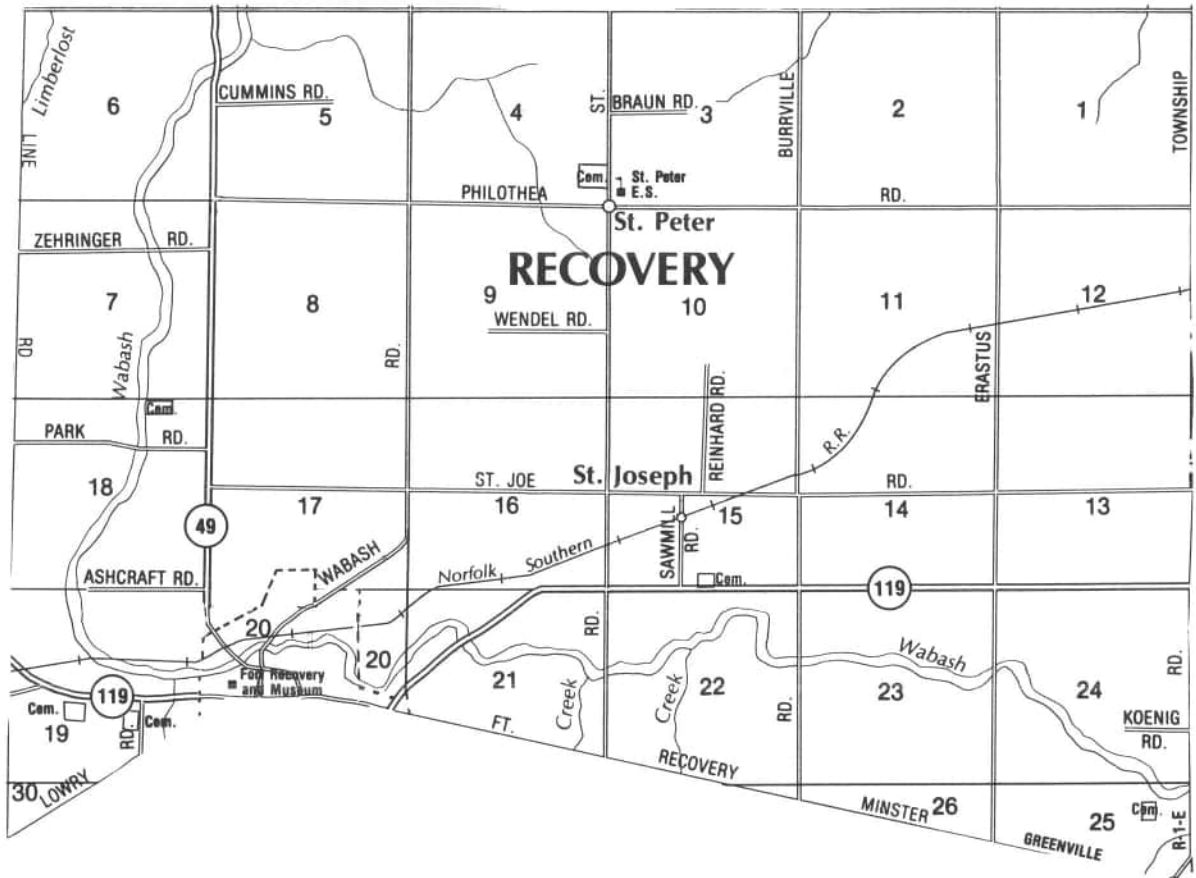 Limberlost
6
LINE
CUMMINS RD.
5
4
ST.
BRAUN RD.
3
BURRVILLE
2
1
TOWNSHIP
Cem.
St. Peter
E.S.
PHILOTHEA
RD.
St. Peter
ZEHRINGER RD.
RECOVERY
7
8
9
10
11
12
WENDEL RD.
RD
Wabash
RD.
REINHARD RD.
ERASTUS
Cem.
PARK RD.
R.R.
18
ST. JOE
St. Joseph
RD.
49
17
16
15
14
13
SAWMILL
RD.
ASHCRAFT RD.
WABASH
Norfolk Southern
Cem.
119
20
20
RD.
Wabash
Fort Recovery
and Museum
21
Creek
Creek
22
23
24
RD.
RD.
119
Cem.
Cem.
19
RD.
FT.
KOENIG
RD.
RECOVERY
30
LOWRY
MINSTER
26
25
Cem.
GREENVILLE
R-1-E